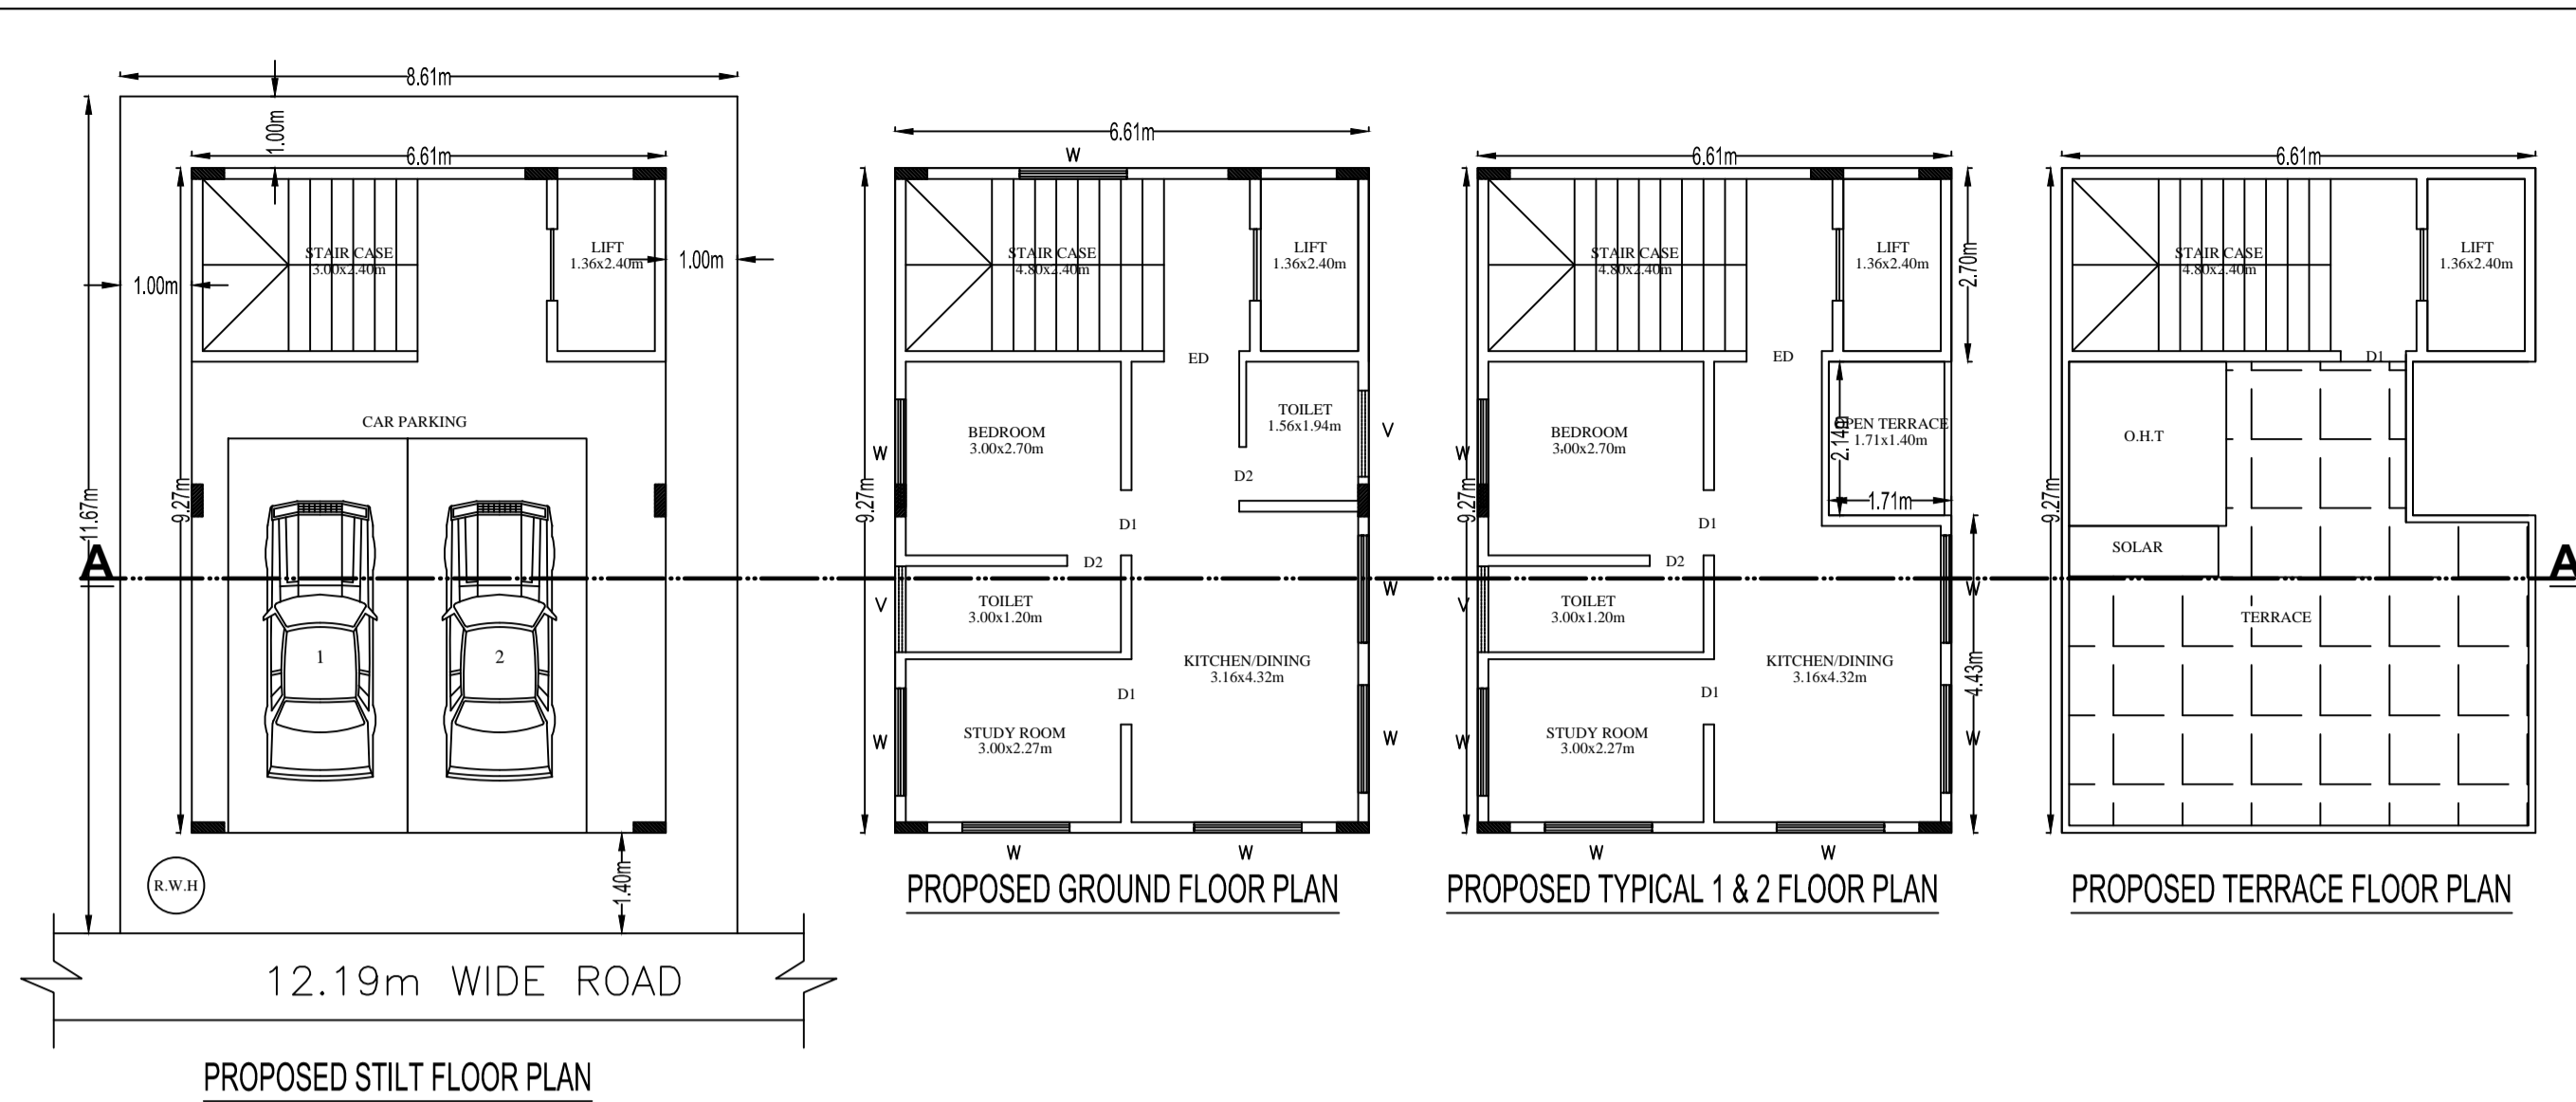 8.61m
1.00m
6.61m
STAIR CASE
3.00x2.40m
LIFT
1.36x2.40m
1.00m
1.00m
CAR PARKING
11.67m
9.27m
A
1
2
R.W.H
1.40m
12.19m WIDE ROAD
PROPOSED STILT FLOOR PLAN
6.61m
W
STAIR CASE
4.80x2.40m
LIFT
1.36x2.40m
ED
BEDROOM
3.00x2.70m
TOILET
1.56x1.94m
V
W
D2
9.27m
D1
D2
W
V
TOILET
3.00x1.20m
KITCHEN/DINING
3.16x4.32m
D1
STUDY ROOM
3.00x2.27m
W
W
W
W
PROPOSED GROUND FLOOR PLAN
6.61m
STAIR CASE
4.80x2.40m
LIFT
1.36x2.40m
2.70m
ED
BEDROOM
3.00x2.70m
OPEN TERRACE
1.71x1.40m
2.14m
W
1.71m
9.27m
D1
D2
W
V
TOILET
3.00x1.20m
KITCHEN/DINING
3.16x4.32m
4.43m
D1
STUDY ROOM
3.00x2.27m
W
W
W
W
PROPOSED TYPICAL 1 & 2 FLOOR PLAN
6.61m
STAIR CASE
4.80x2.40m
LIFT
1.36x2.40m
D1
O.H.T
9.27m
SOLAR
A
TERRACE
PROPOSED TERRACE FLOOR PLAN